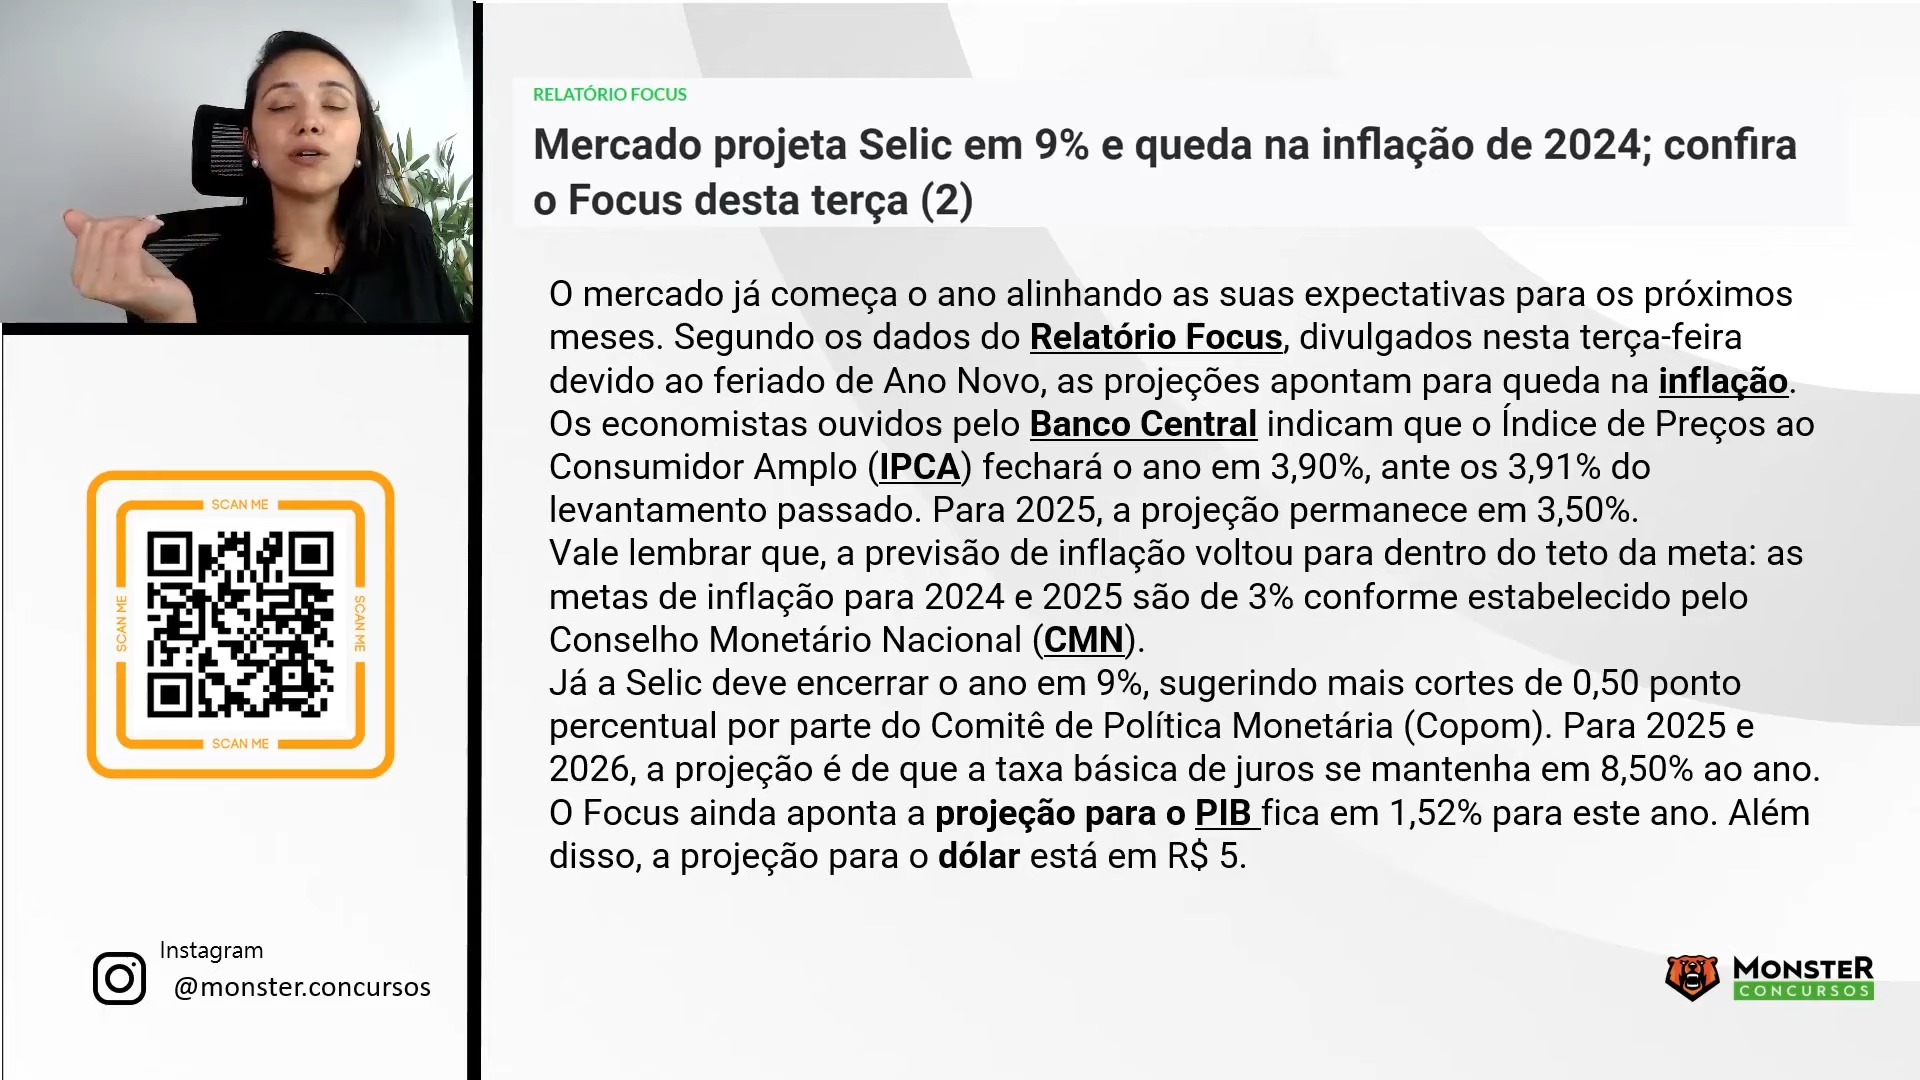 RELATÓRIO FOCUS
Mercado projeta Selic em 9% e queda na inflação de 2024; confira
o Focus desta terça (2)
O mercado já começa o ano alinhando as suas expectativas para os próximos
meses. Segundo os dados do Relatório Focus, divulgados nesta terça-feira
devido ao feriado de Ano Novo, as projeções apontam para queda na inflação.
Os economistas ouvidos pelo Banco Central indicam que o Índice de Preços ao
Consumidor Amplo (IPCA) fechará o ano em 3,90%, ante os 3,91% do
levantamento passado. Para 2025, a projeção permanece em 3,50%.
Vale lembrar que, a previsão de inflação voltou para dentro do teto da meta: as
metas de inflação para 2024 e 2025 são de 3% conforme estabelecido pelo
Conselho Monetário Nacional (CMN).
Já a Selic deve encerrar o ano em 9%, sugerindo mais cortes de 0,50 ponto
percentual por parte do Comitê de Política Monetária (Copom). Para 2025 e
2026, a projeção é de que a taxa básica de juros se mantenha em 8,50% ao ano.
O Focus ainda aponta a projeção para o PIB fica em 1,52% para este ano. Além
disso, a projeção para o dólar está em R$ 5.
SCAN ME
SCAN ME
SCAN ME
SCAN ME
Instagram
@monster.concursos
MONSTER
CONCURSOS